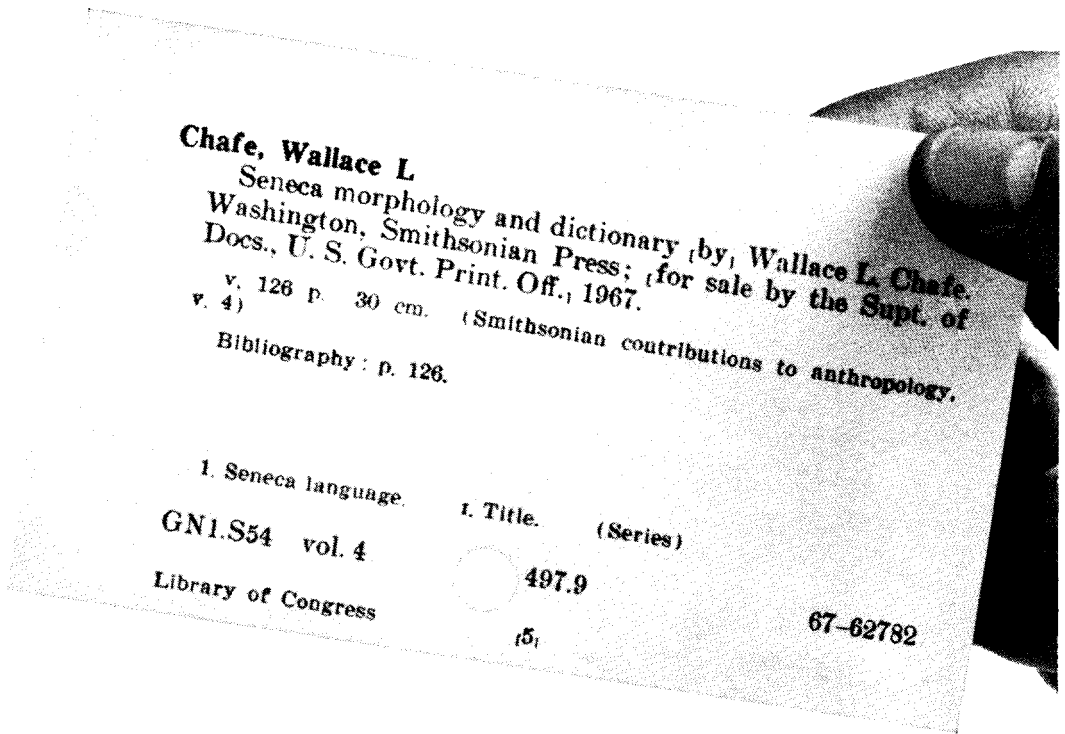 Chafe, Wallace L
Seneca morphology and dictionary [by] Wallace L. Chafe.
Washington, Smithsonian Press; [for sale by the Supt. of
Docs., U. S. Govt. Print. Off.] 1967.
v, 126 p. 30 cm. (Smithsonian coutributions to anthropology,
v. 4)
Bibliography: p. 126.
1. Seneca language. I. Title. (Series)
GN1.S54 vol. 4 497.9 67–62782
Library of Congress [5]